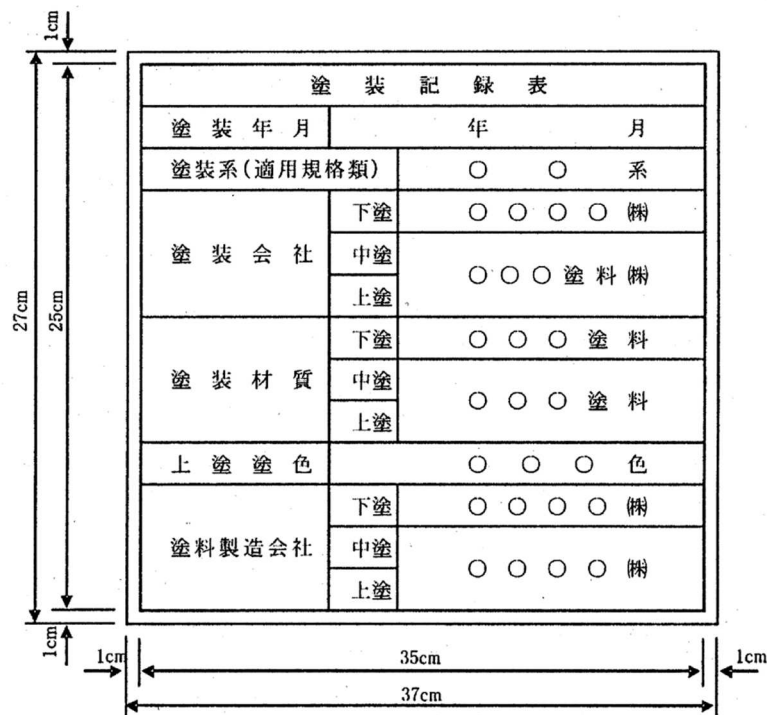 1cm
塗装記録表
塗装年月 年 月
塗装系(適用規格類) ○ ○ 系
下塗 ○ ○ ○ ○ ㈱
塗装会社 中塗 ○ ○ ○ 塗料 ㈱
上塗
下塗 ○ ○ ○ 塗料
塗装材質 中塗 ○ ○ ○ 塗料
上塗
上塗塗色 ○ ○ ○ 色
下塗 ○ ○ ○ ○ ㈱
塗料製造会社 中塗 ○ ○ ○ ○ ㈱
上塗
27cm
25cm
1cm
1cm
35cm
1cm
37cm